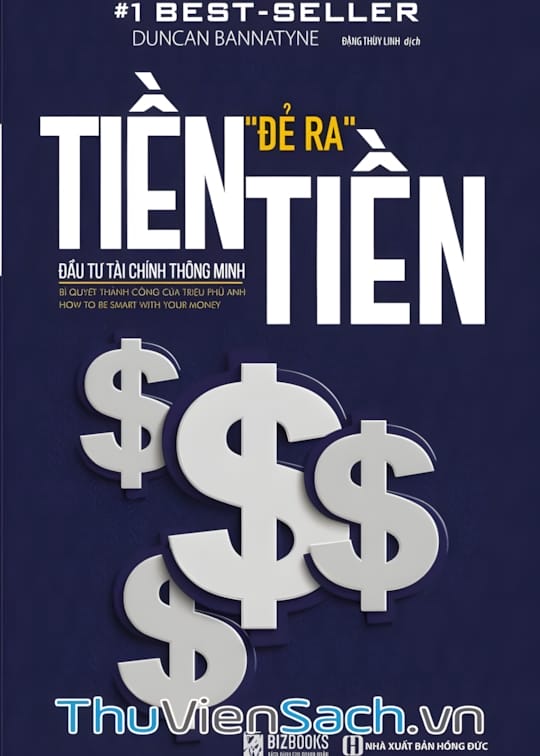 #1 BEST-SELLER
DUNCAN BANNATYNE ĐẶNG THÙY LINH dịch
TIỀN "ĐẺ RA"
TIỀN
ĐẦU TƯ TÀI CHÍNH THÔNG MINH
BÍ QUYẾT THÀNH CÔNG CỦA TRIỆU PHÚ ANH
HOW TO BE SMART WITH YOUR MONEY
ThuVienSach.vn
BIZBOOKS
NHÀ XUẤT BẢN HỒNG ĐỨC